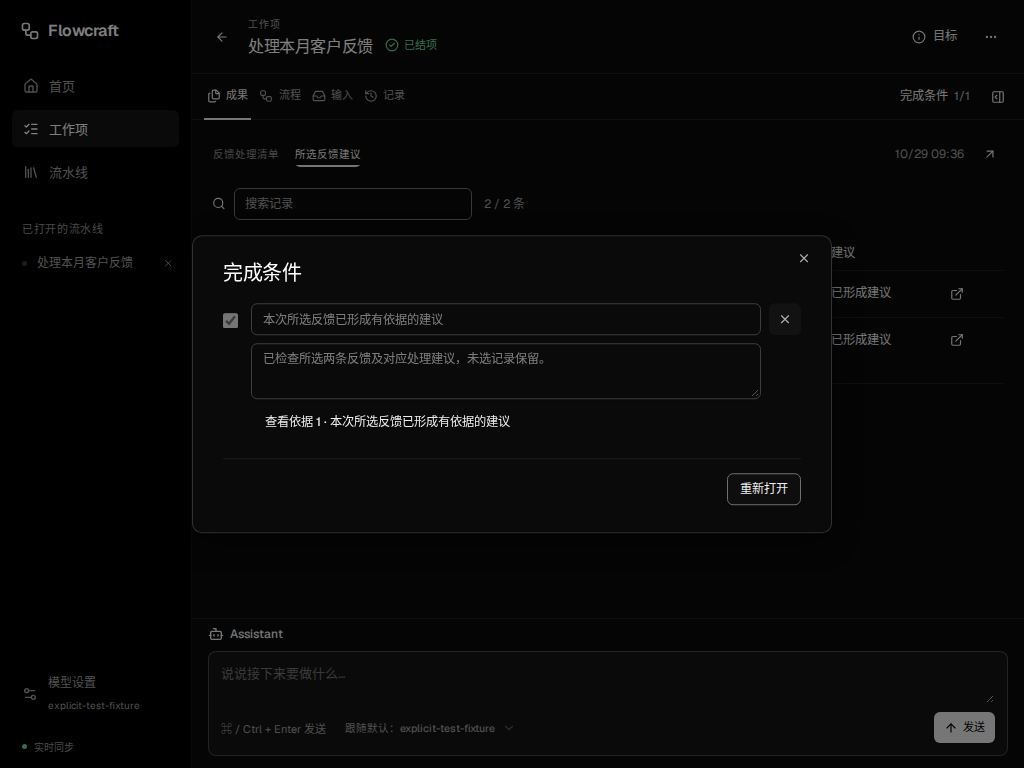 Flowcraft
首页
工作项
流水线
已打开的流水线
处理本月客户反馈
模型设置
explicit-test-fixture
实时同步
工作项
处理本月客户反馈
已结项
目标
成果
流程
输入
记录
完成条件 1/1
反馈处理清单
所选反馈建议
10/29 09:36
搜索记录
2 / 2 条
建议
已形成建议
已形成建议
完成条件
本次所选反馈已形成有依据的建议
已检查所选两条反馈及对应处理建议，未选记录保留。
查看依据 1 · 本次所选反馈已形成有依据的建议
重新打开
Assistant
说说接下来要做什么…
⌘ / Ctrl + Enter 发送
跟随默认：explicit-test-fixture
发送